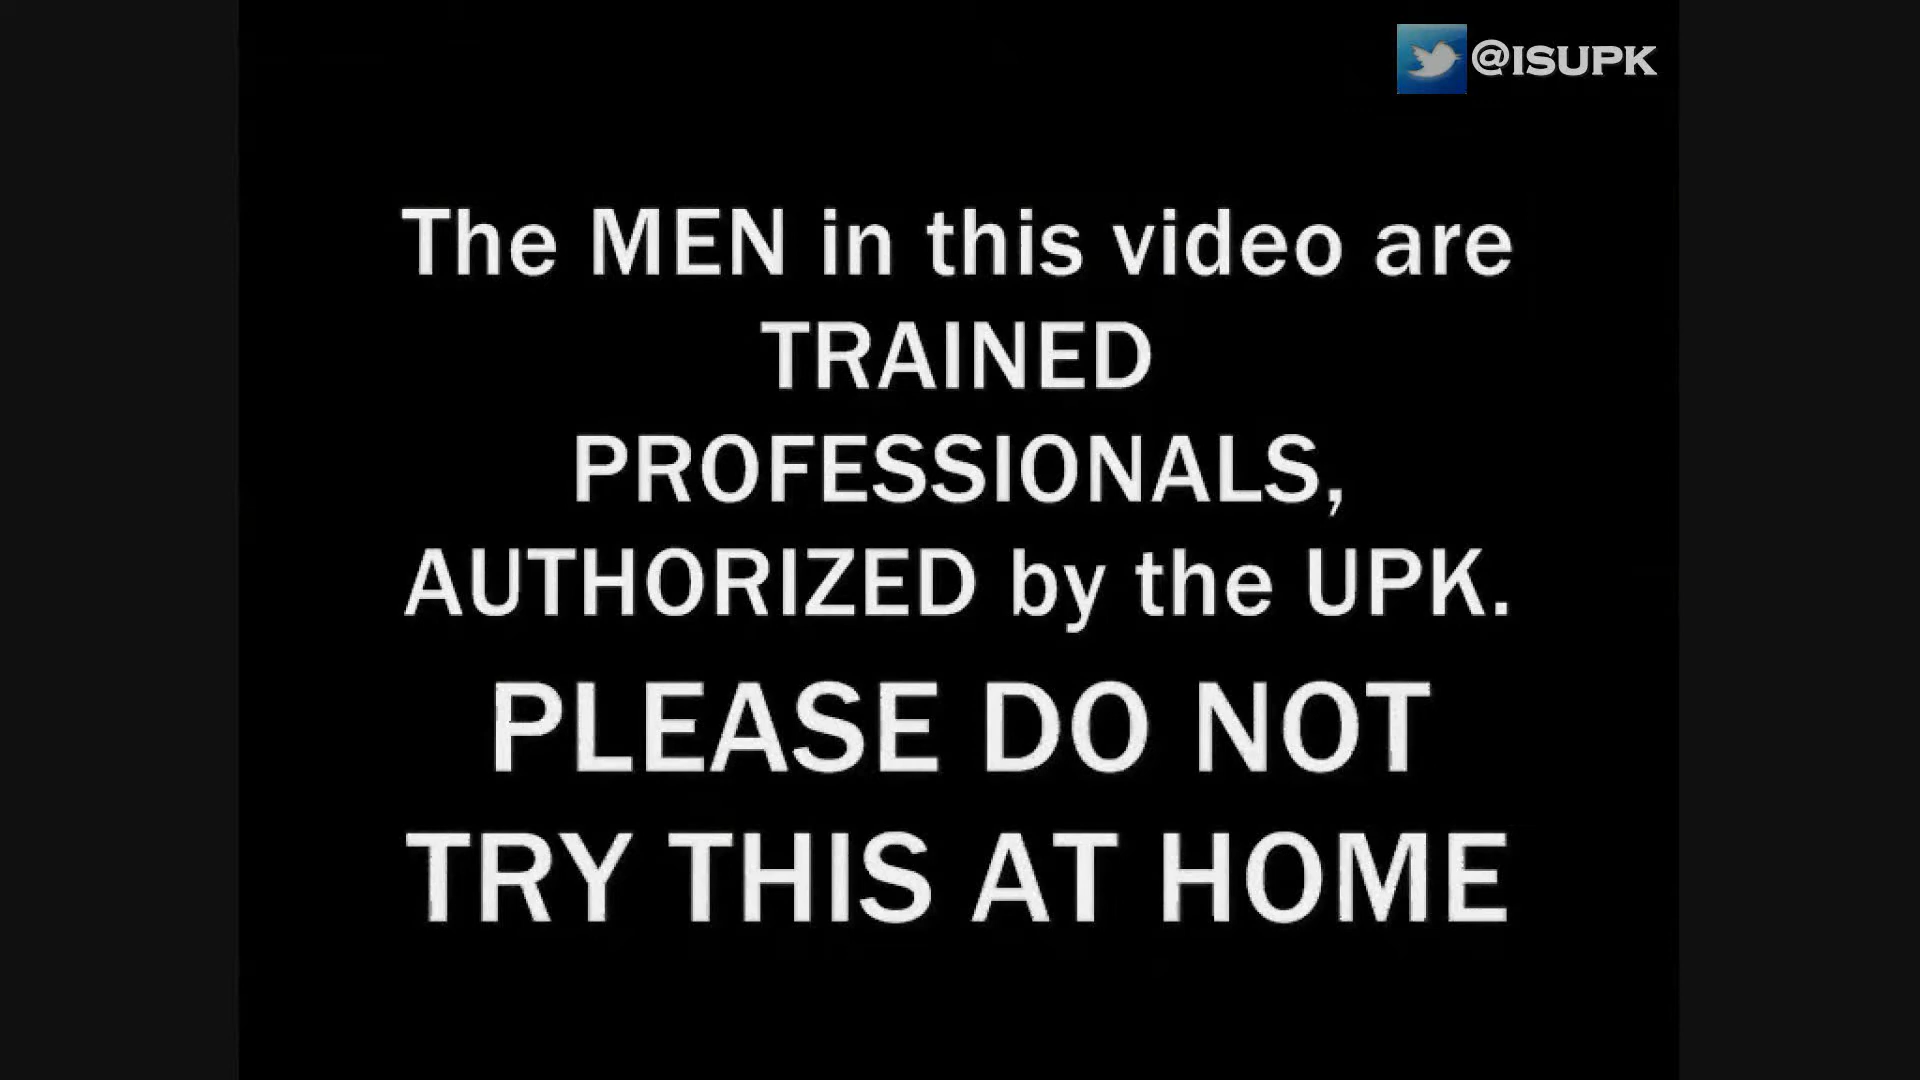 @ISUPK
The MEN in this video are
TRAINED
PROFESSIONALS,
AUTHORIZED by the UPK.
PLEASE DO NOT
TRY THIS AT HOME